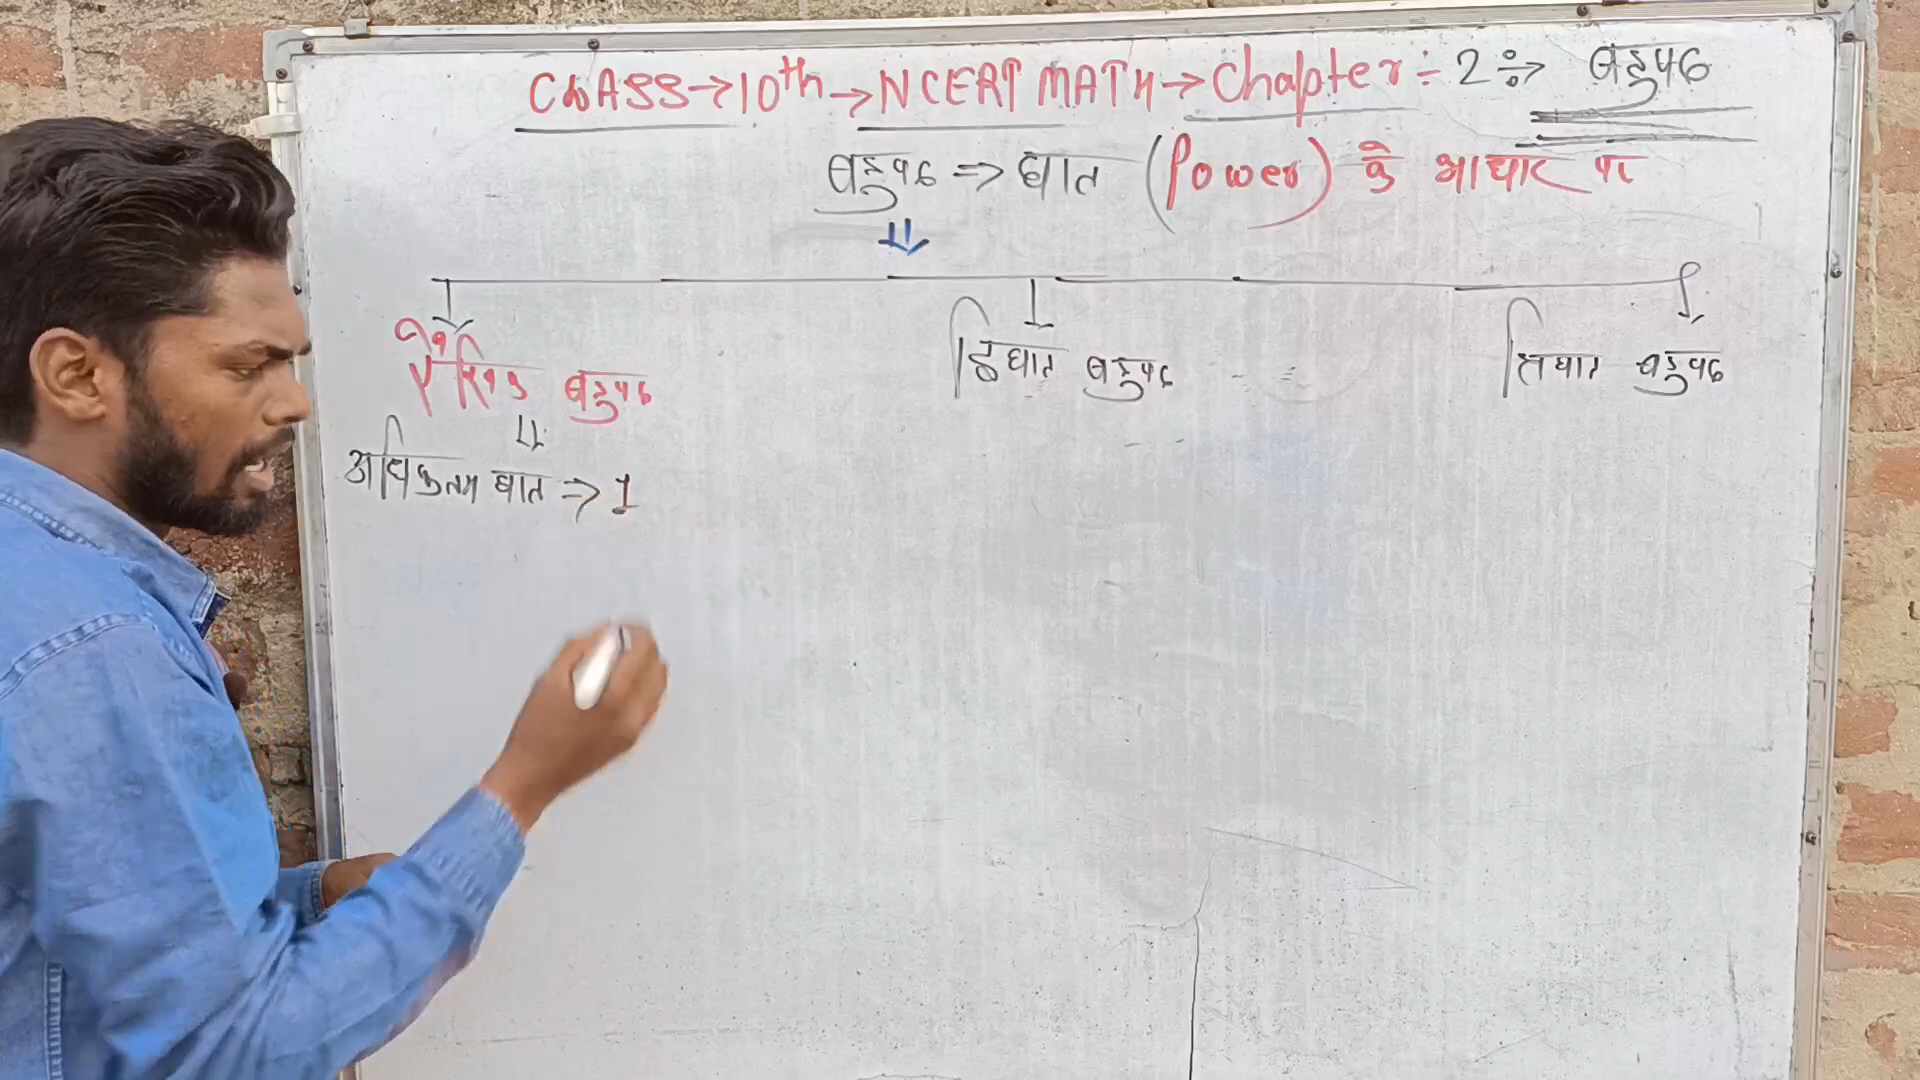 CLASS→10th→NCERT MATH→Chapter÷2÷→ बहुपद
बहुपद ⇒ घात (Power) के आधार पर
रैखिक बहुपद
द्विघात बहुपद
त्रिघात बहुपद
अधिकतम घात ⇒ 1